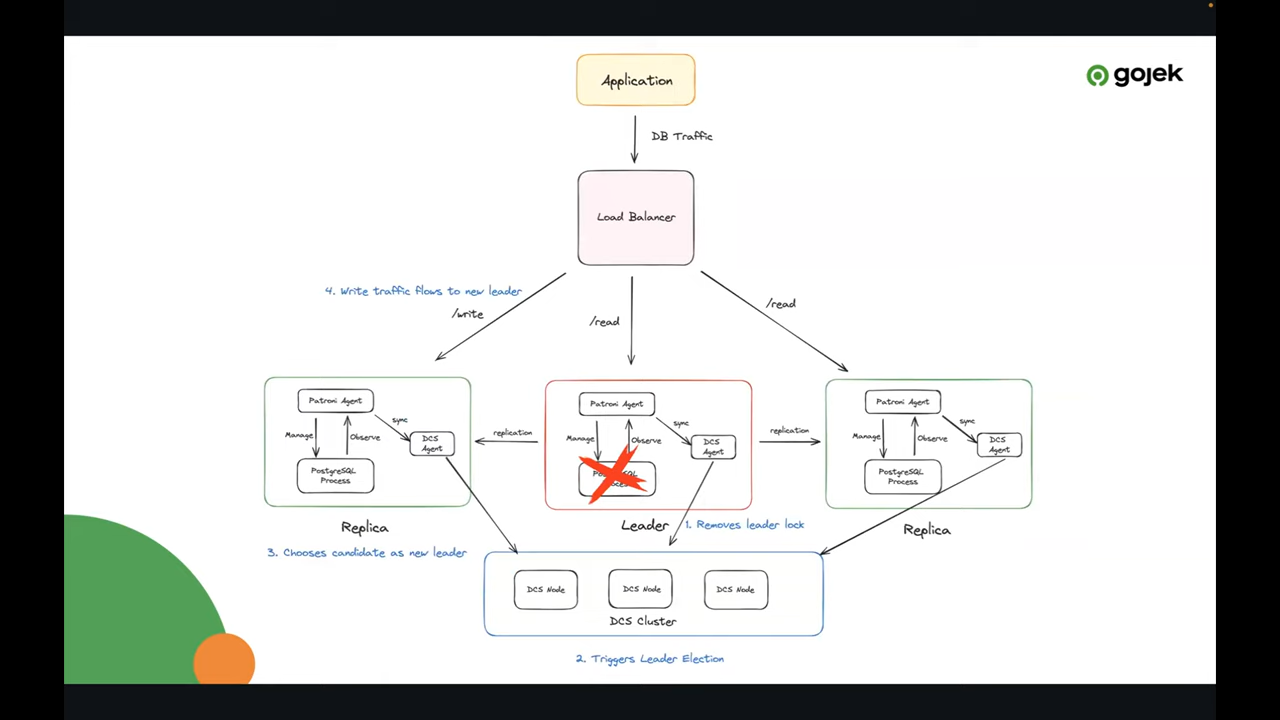 Application
gojek
DB Traffic
Load Balancer
4. Write traffic flows to new leader
/write
/read
/read
Patroni Agent
sync
Manage
Observe
DCS
Agent
PostgreSQL
Process
Replica
3. Chooses candidate as new leader
replication
Patroni Agent
sync
Manage
Observe
DCS
Agent
Leader
1. Removes leader lock
replication
Patroni Agent
sync
Manage
Observe
DCS
Agent
PostgreSQL
Process
Replica
DCS Node
DCS Node
DCS Node
DCS Cluster
2. Triggers Leader Election